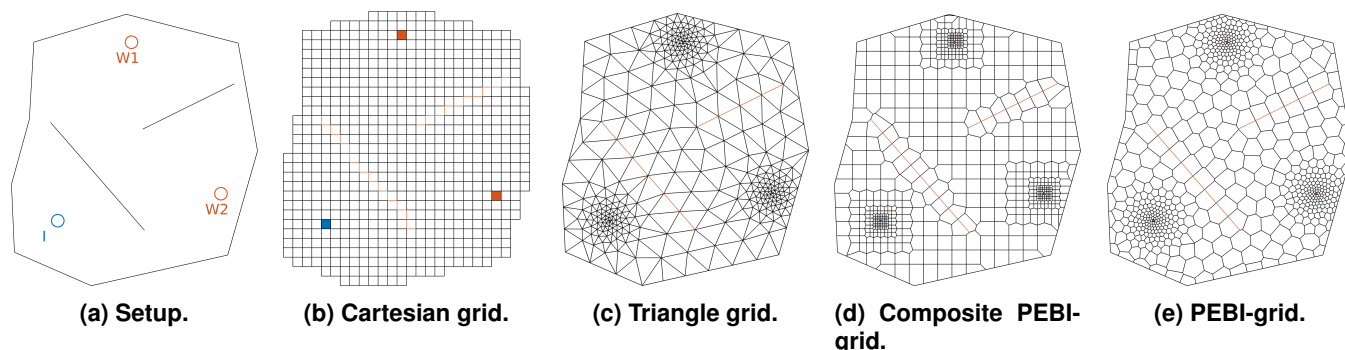 W1
W2
I
(a) Setup.
(b) Cartesian grid.
(c) Triangle grid.
(d) Composite PEBI-
grid.
(e) PEBI-grid.